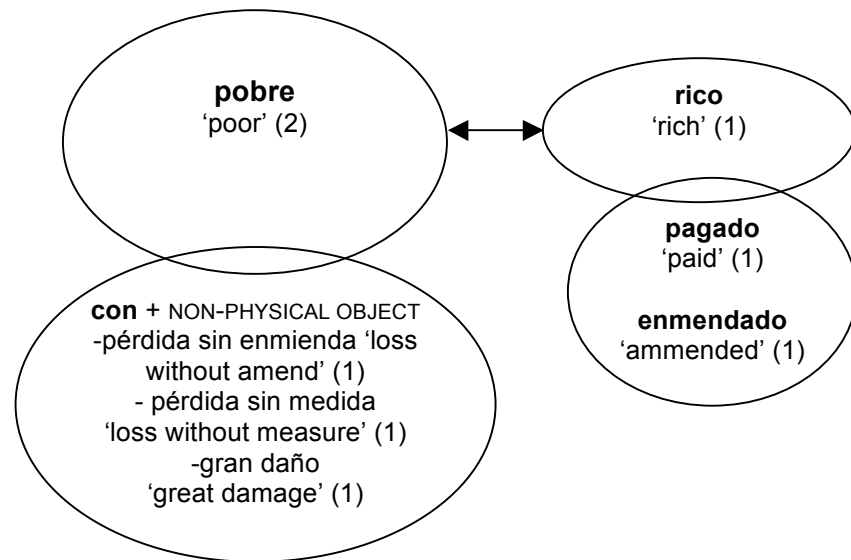 pobre
‘poor’ (2)
rico
‘rich’ (1)
pagado
‘paid’ (1)
enmendado
‘ammended’ (1)
con + NON-PHYSICAL OBJECT
-pérdida sin enmienda ‘loss
without amend’ (1)
- pérdida sin medida
‘loss without measure’ (1)
-gran daño
‘great damage’ (1)